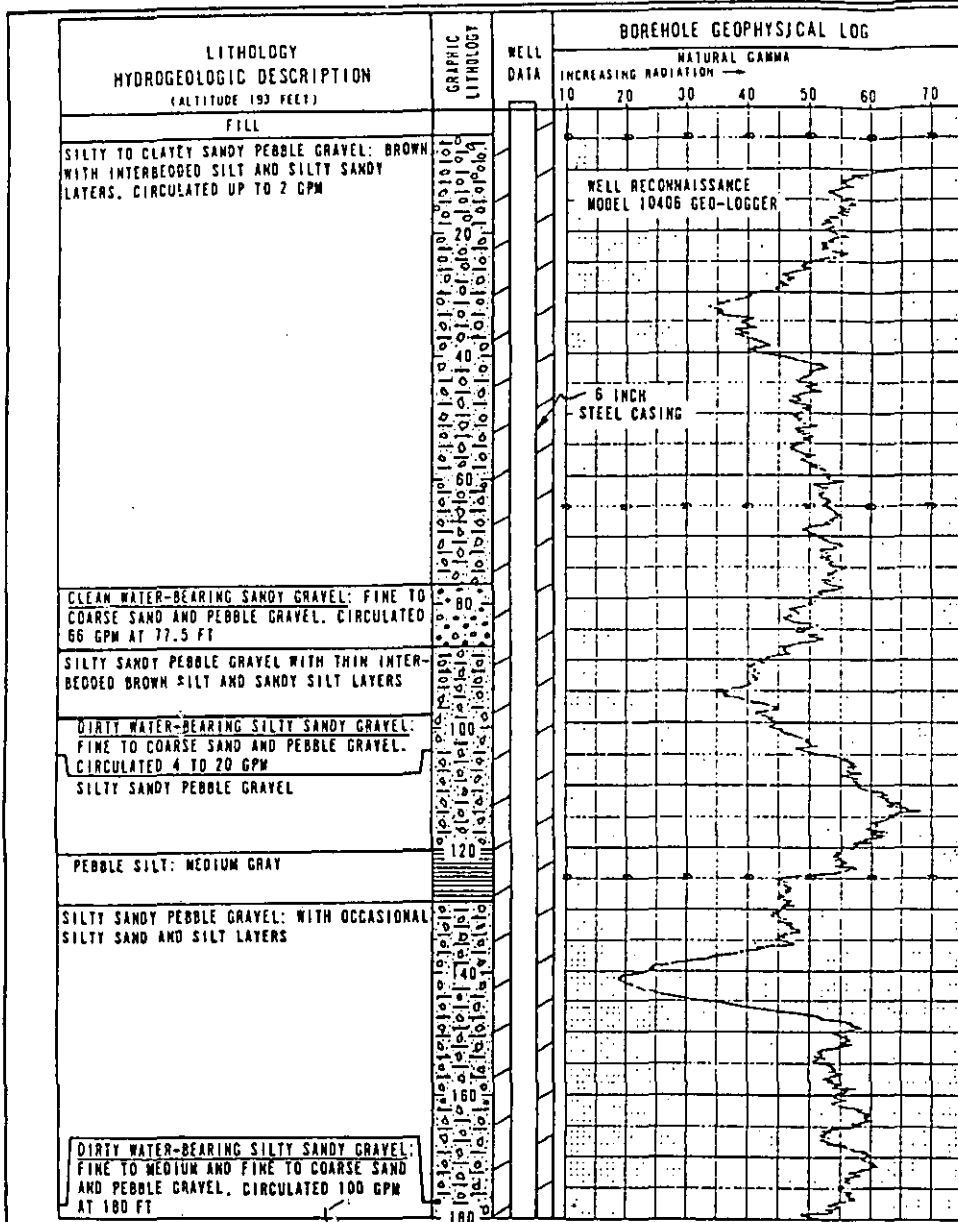 LITHOLOGY
HYDROGEOLOGIC DESCRIPTION
(ALTITUDE 193 FEET)
GRAPHIC
LITHOLOGY
WELL
DATA
BOREHOLE GEOPHYSICAL LOG
NATURAL GAMMA
INCREASING RADIATION →
10 20 30 40 50 60 70
FILL
SILTY TO CLAYEY SANDY PEBBLE GRAVEL: BROWN
WITH INTERBEDDED SILT AND SILTY SANDY
LAYERS. CIRCULATED UP TO 2 GPM
WELL RECONNAISSANCE
MODEL 10406 GEO-LOGGER
20
40
6 INCH
STEEL CASING
60
CLEAN WATER-BEARING SANDY GRAVEL: FINE TO
COARSE SAND AND PEBBLE GRAVEL. CIRCULATED
66 GPM AT 77.5 FT
80
SILTY SANDY PEBBLE GRAVEL WITH THIN INTER-
BEDDED BROWN SILT AND SANDY SILT LAYERS
DIRTY WATER-BEARING SILTY SANDY GRAVEL:
FINE TO COARSE SAND AND PEBBLE GRAVEL.
CIRCULATED 4 TO 20 GPM
100
SILTY SANDY PEBBLE GRAVEL
120
PEBBLE SILT: MEDIUM GRAY
SILTY SANDY PEBBLE GRAVEL: WITH OCCASIONAL
SILTY SAND AND SILT LAYERS
140
160
DIRTY WATER-BEARING SILTY SANDY GRAVEL:
FINE TO MEDIUM AND FINE TO COARSE SAND
AND PEBBLE GRAVEL. CIRCULATED 100 GPM
AT 180 FT
180